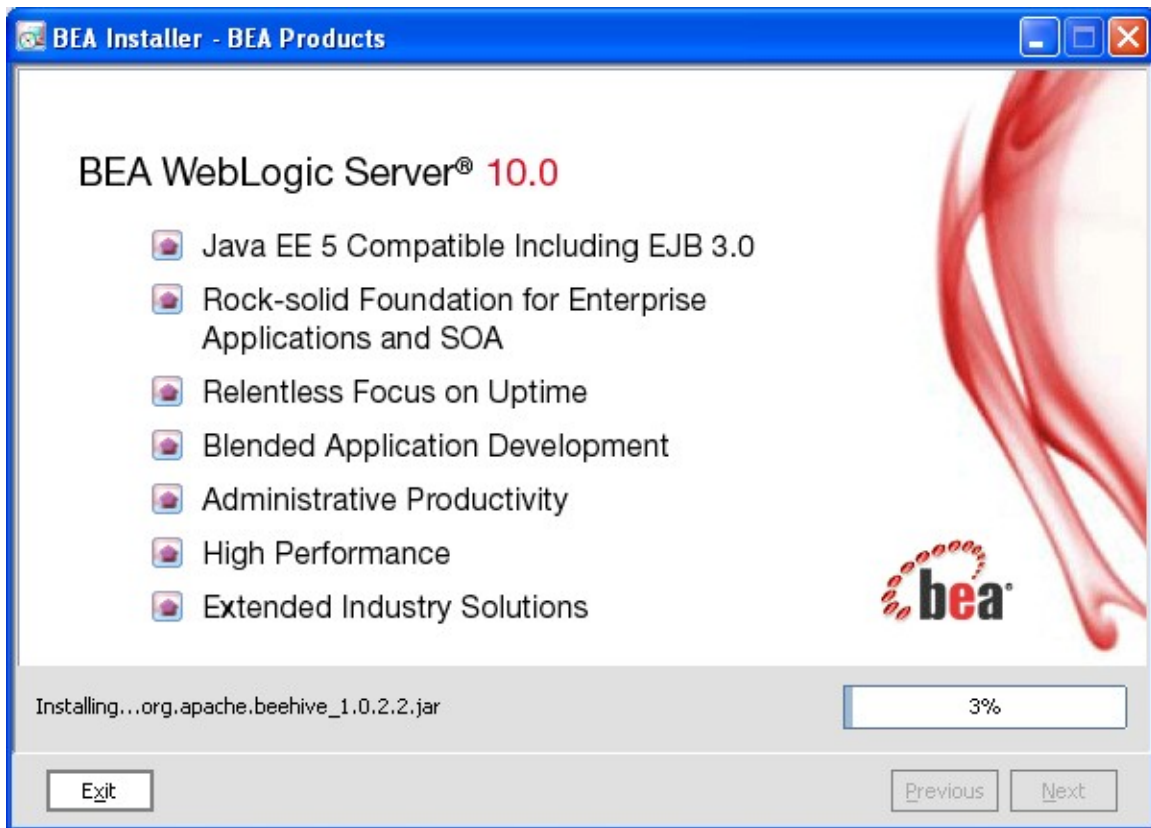 BEA Installer - BEA Products
BEA WebLogic Server® 10.0
Java EE 5 Compatible Including EJB 3.0
Rock-solid Foundation for Enterprise
Applications and SOA
Relentless Focus on Uptime
Blended Application Development
Administrative Productivity
High Performance
Extended Industry Solutions
bea®
Installing...org.apache.beehive_1.0.2.2.jar
3%
Exit
Previous
Next